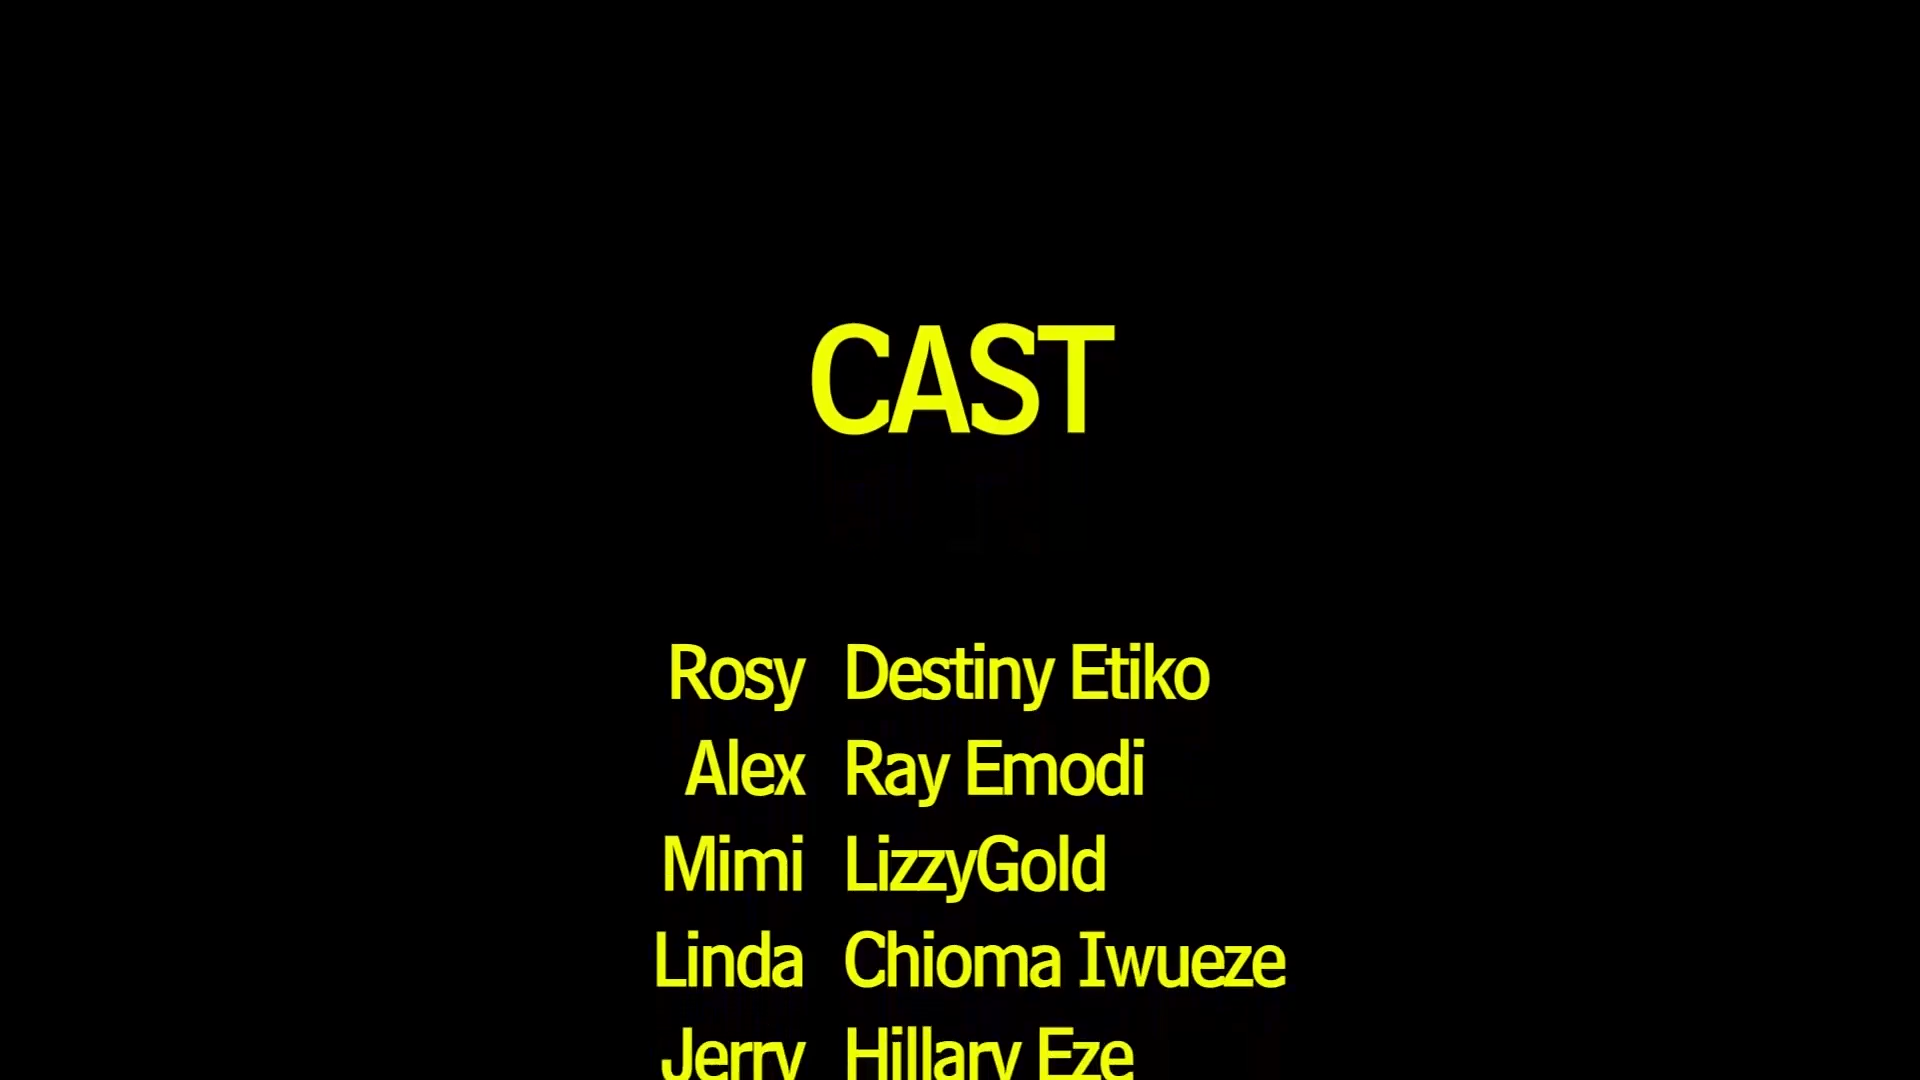 CAST
Rosy Destiny Etiko
Alex Ray Emodi
Mimi LizzyGold
Linda Chioma Iwueze
Jerry Hillary Eze